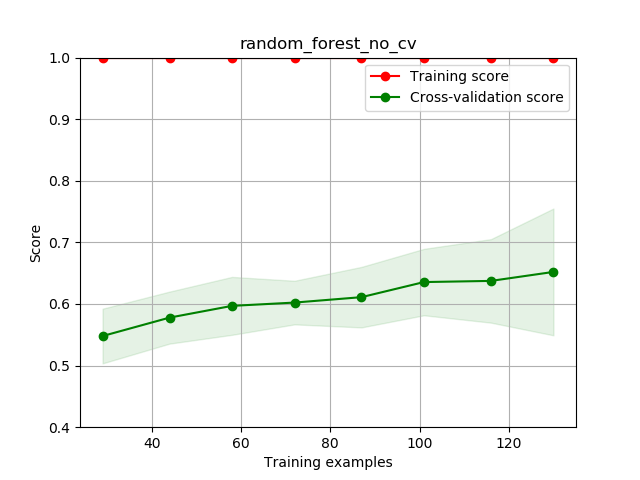 random_forest_no_cv
1.0
0.9
0.8
0.7
0.6
0.5
0.4
Score
Training score
Cross-validation score
40 60 80 100 120
Training examples